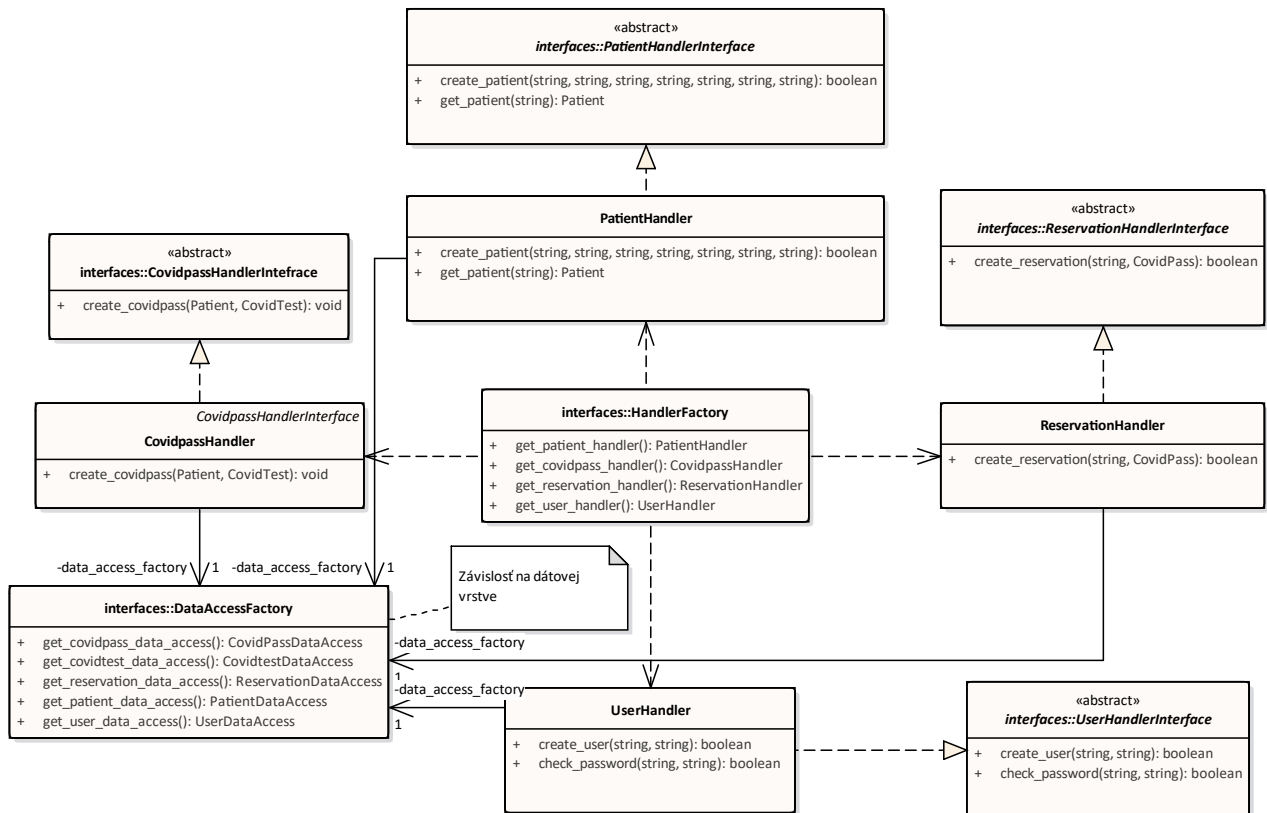 «abstract»
interfaces::PatientHandlerInterface
+ create_patient(string, string, string, string, string, string, string): boolean
+ get_patient(string): Patient
PatientHandler
+ create_patient(string, string, string, string, string, string, string): boolean
+ get_patient(string): Patient
«abstract»
interfaces::ReservationHandlerInterface
+ create_reservation(string, CovidPass): boolean
«abstract»
interfaces::CovidpassHandlerIntefrace
+ create_covidpass(Patient, CovidTest): void
CovidpassHandlerInterface
CovidpassHandler
+ create_covidpass(Patient, CovidTest): void
interfaces::HandlerFactory
+ get_patient_handler(): PatientHandler
+ get_covidpass_handler(): CovidpassHandler
+ get_reservation_handler(): ReservationHandler
+ get_user_handler(): UserHandler
ReservationHandler
+ create_reservation(string, CovidPass): boolean
-data_access_factory 1
-data_access_factory 1
interfaces::DataAccessFactory
+ get_covidpass_data_access(): CovidPassDataAccess
+ get_covidtest_data_access(): CovidtestDataAccess
+ get_reservation_data_access(): ReservationDataAccess
+ get_patient_data_access(): PatientDataAccess
+ get_user_data_access(): UserDataAccess
Závislosť na dátovej
vrstve
-data_access_factory
1
-data_access_factory
1
UserHandler
+ create_user(string, string): boolean
+ check_password(string, string): boolean
«abstract»
interfaces::UserHandlerInterface
+ create_user(string, string): boolean
+ check_password(string, string): boolean